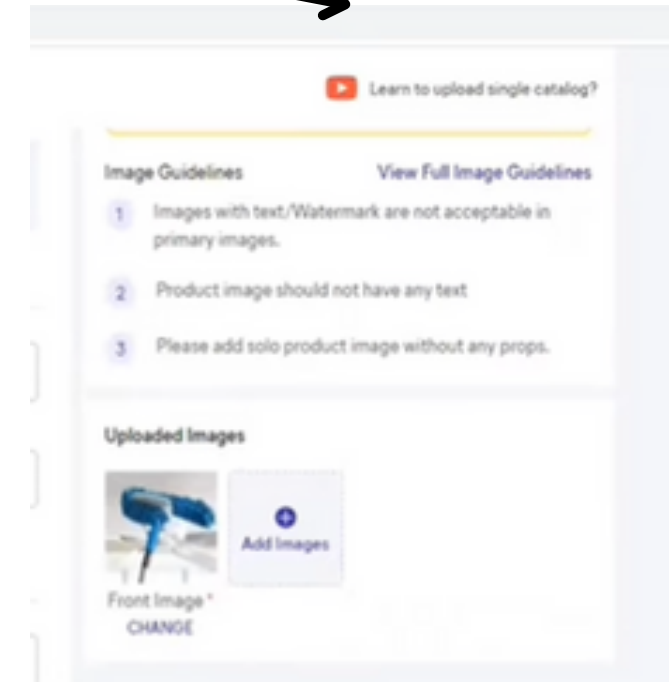 Learn to upload single catalog?
Image Guidelines
View Full Image Guidelines
1
Images with text/Watermark are not acceptable in
primary images.
2
Product image should not have any text
3
Please add solo product image without any props.
Uploaded Images
Add Images
Front Image *
CHANGE